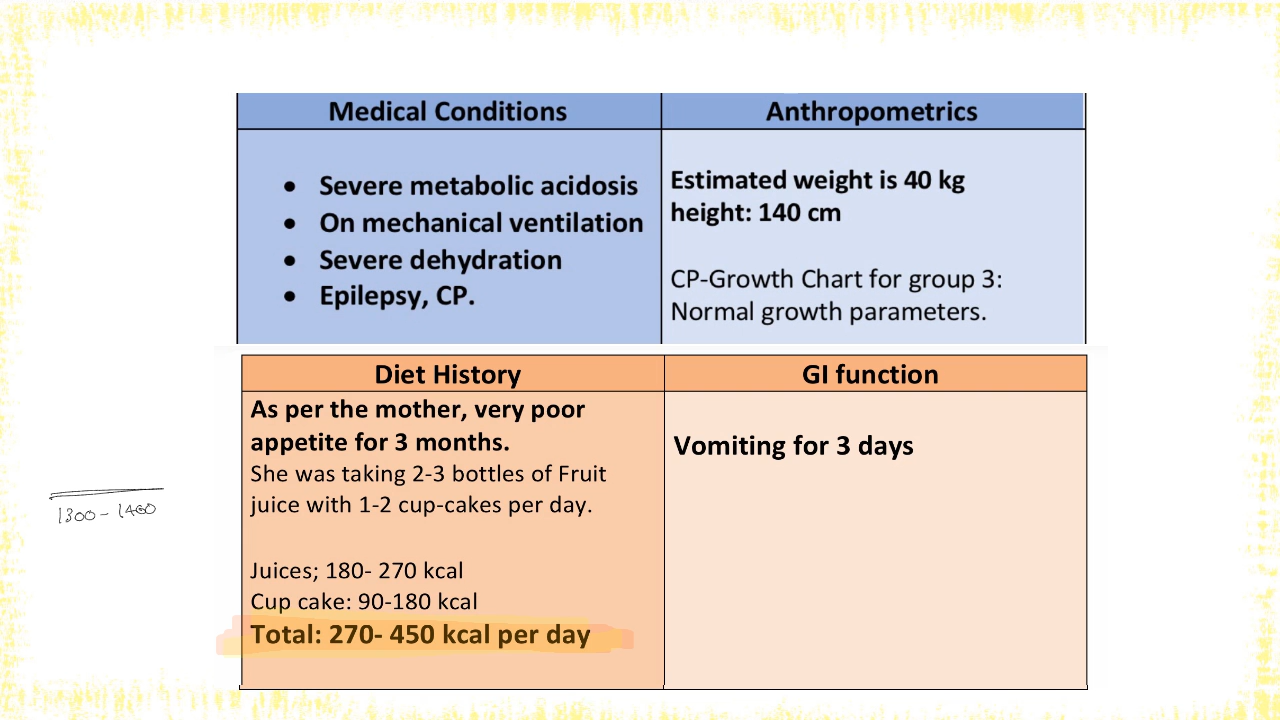 Medical Conditions
Anthropometrics
• Severe metabolic acidosis
• On mechanical ventilation
• Severe dehydration
• Epilepsy, CP.
Estimated weight is 40 kg
height: 140 cm
CP-Growth Chart for group 3:
Normal growth parameters.
Diet History
GI function
As per the mother, very poor
appetite for 3 months.
She was taking 2-3 bottles of Fruit
juice with 1-2 cup-cakes per day.
Juices; 180- 270 kcal
Cup cake: 90-180 kcal
Total: 270- 450 kcal per day
Vomiting for 3 days
1300 - 1400